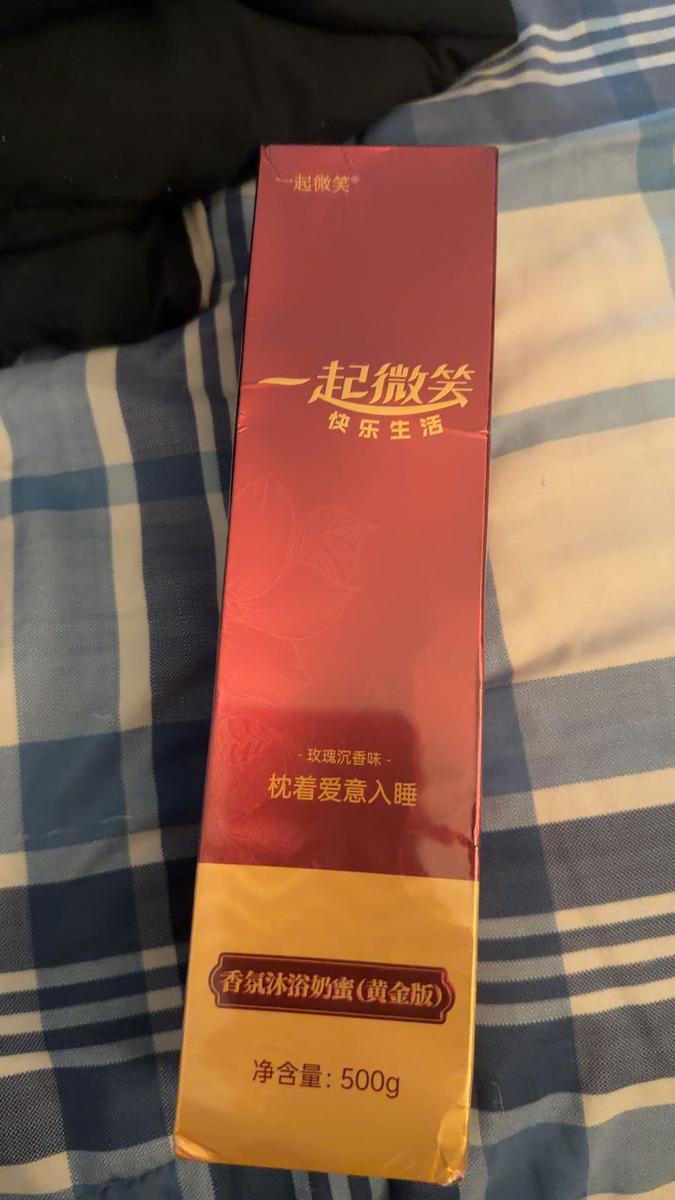 一起微笑®
一起微笑
快乐生活
- 玫瑰沉香味 -
枕着爱意入睡
香氛沐浴奶蜜(黄金版)
净含量: 500g